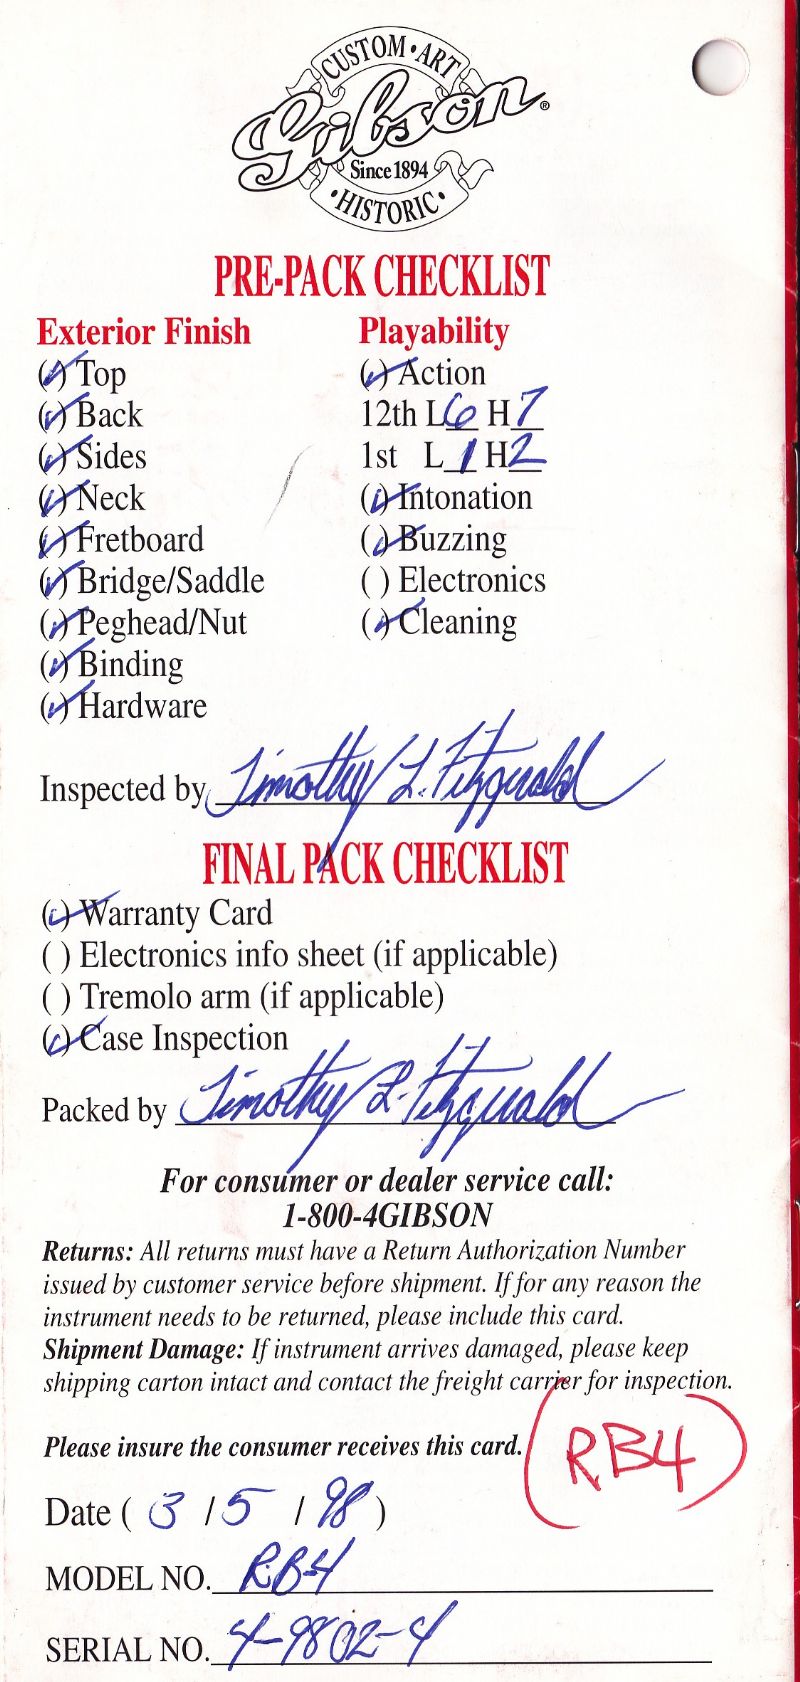 CUSTOM • ART
Gibson®
Since 1894
• HISTORIC •
PRE-PACK CHECKLIST
Exterior Finish
(✓) Top
(✓) Back
(✓) Sides
(✓) Neck
(✓) Fretboard
(✓) Bridge/Saddle
(✓) Peghead/Nut
(✓) Binding
(✓) Hardware
Playability
(✓) Action
12th L 6 H 7
1st L 1 H 2
(✓) Intonation
(✓) Buzzing
( ) Electronics
(✓) Cleaning
Inspected by Timothy L. Fitzgerald
FINAL PACK CHECKLIST
(✓) Warranty Card
( ) Electronics info sheet (if applicable)
( ) Tremolo arm (if applicable)
(✓) Case Inspection
Packed by Timothy L. Fitzgerald
For consumer or dealer service call:
1-800-4GIBSON
Returns: All returns must have a Return Authorization Number
issued by customer service before shipment. If for any reason the
instrument needs to be returned, please include this card.
Shipment Damage: If instrument arrives damaged, please keep
shipping carton intact and contact the freight carrier for inspection.
Please insure the consumer receives this card.
(RB4)
Date ( 3 / 5 / 98 )
MODEL NO. RB4
SERIAL NO. 4-9802-4